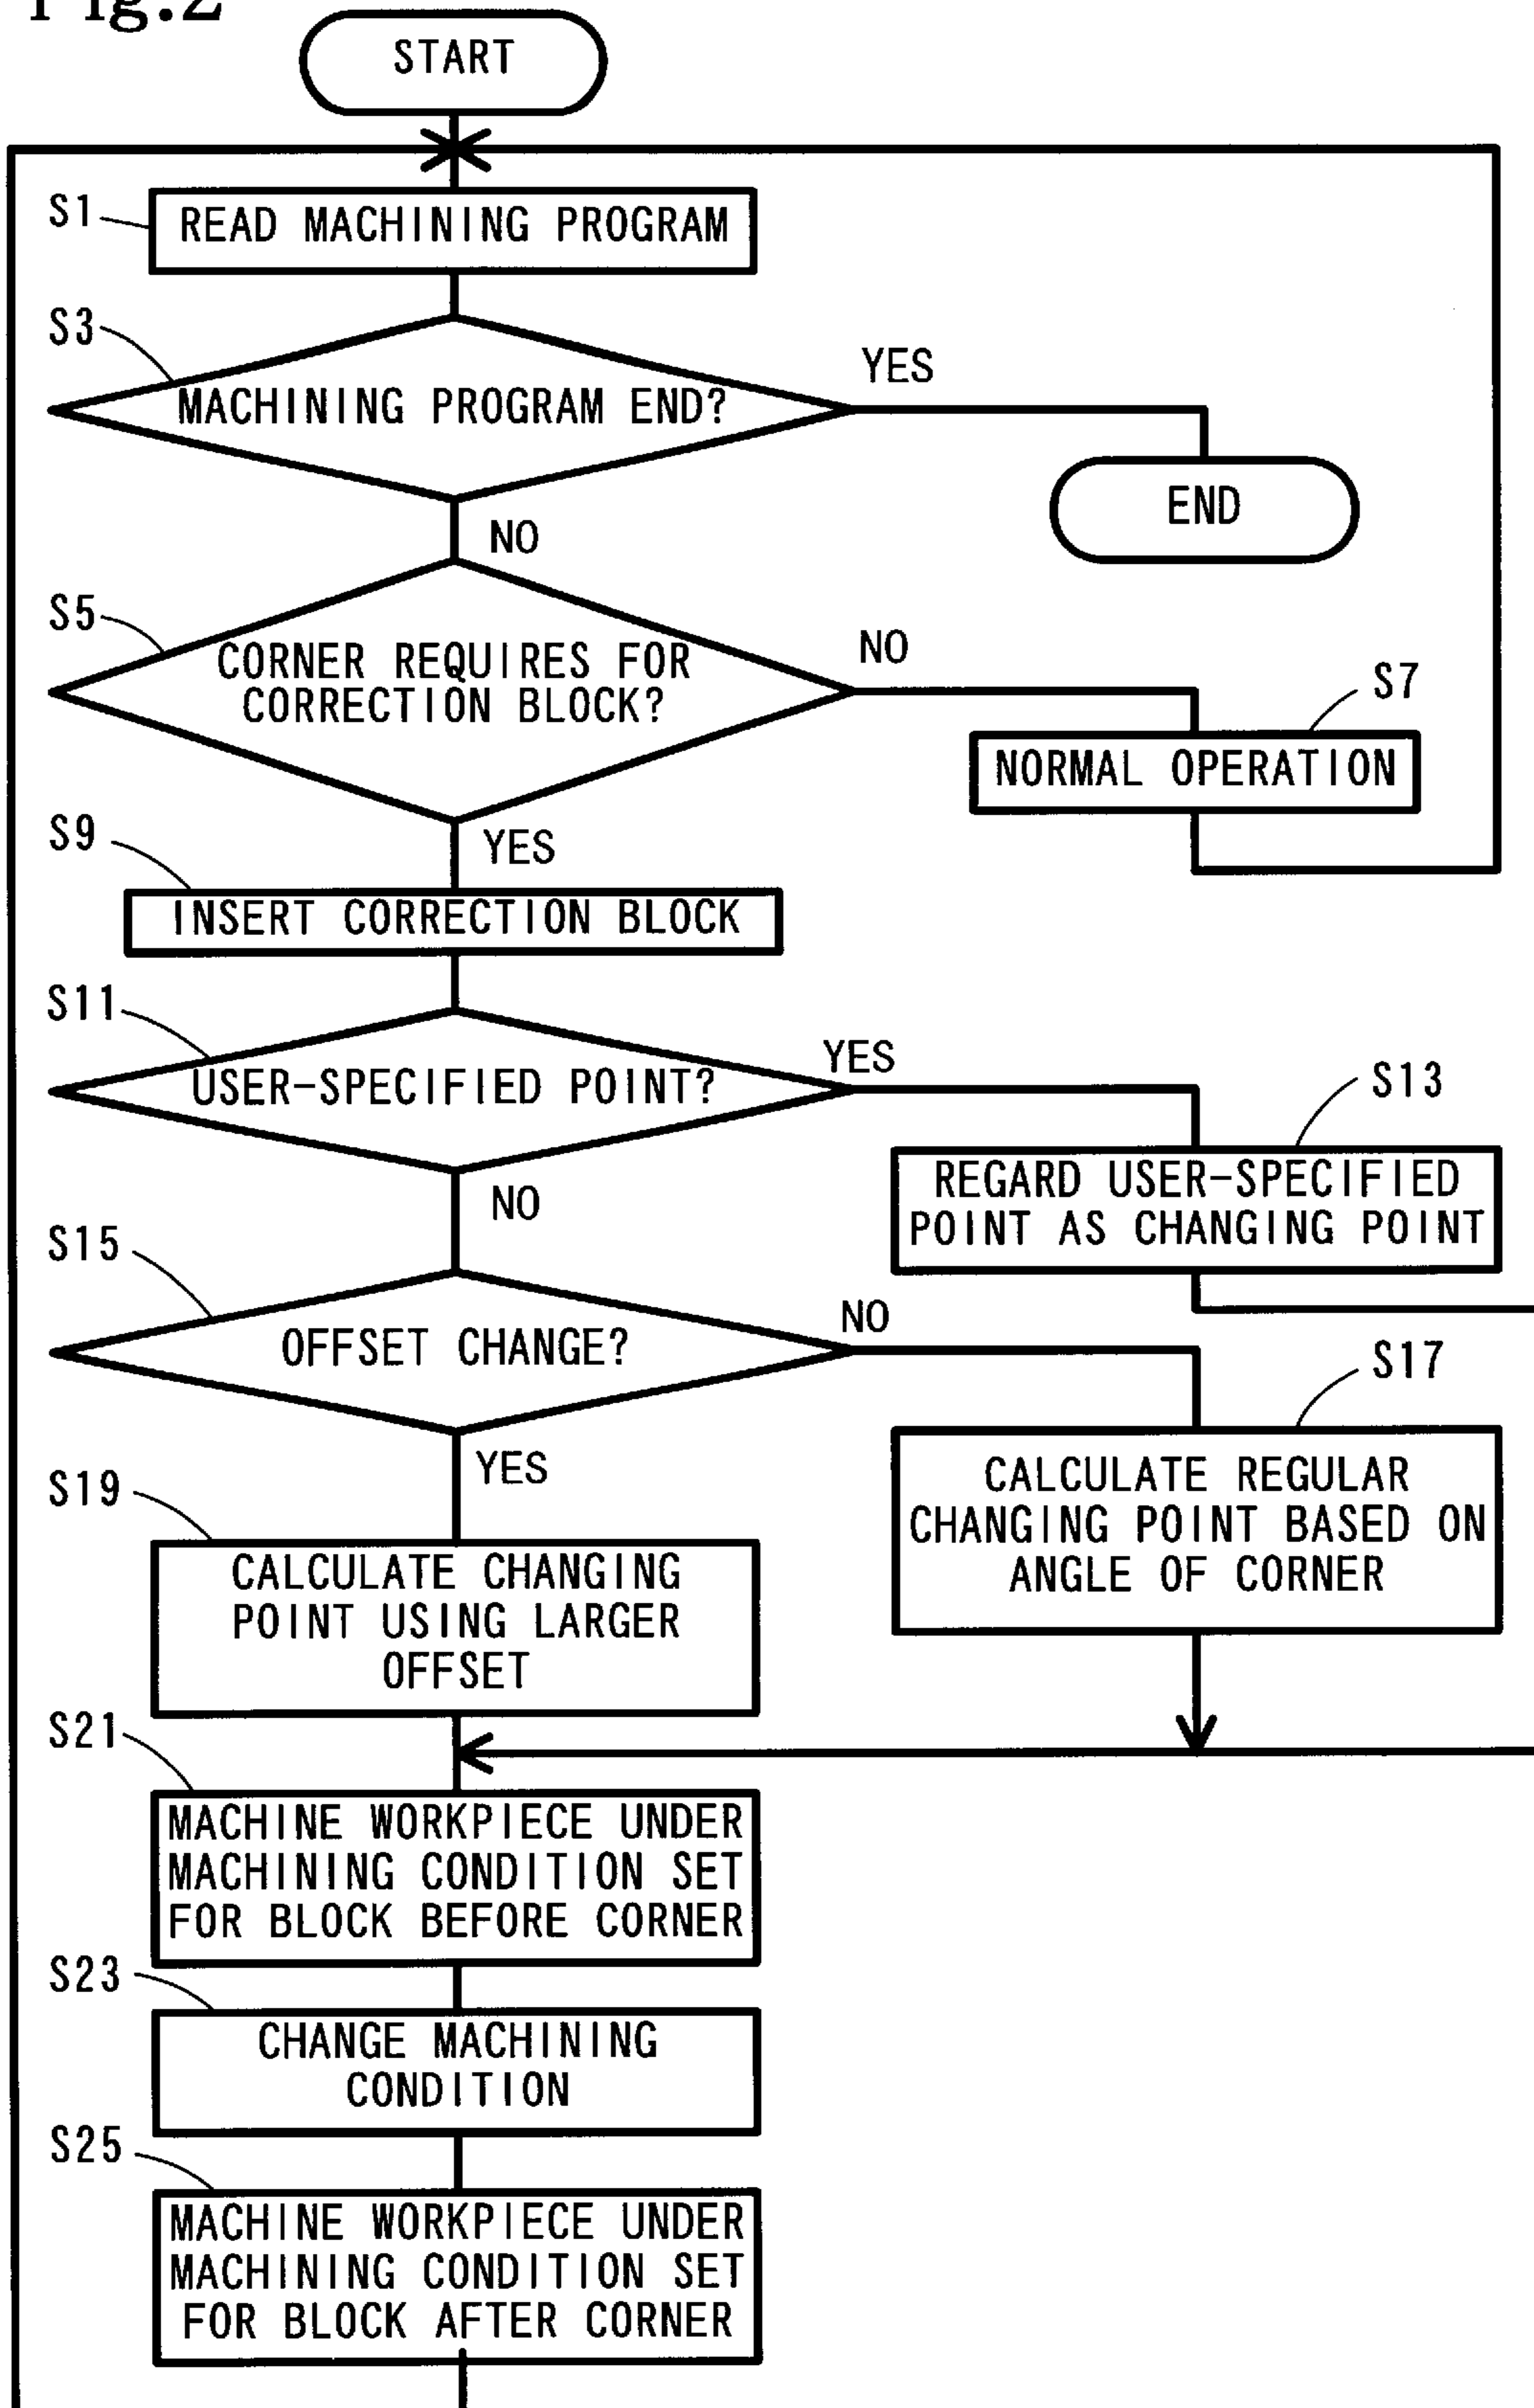 Fig.2
START
S1
READ MACHINING PROGRAM
S3
MACHINING PROGRAM END?
YES
END
NO
S5
CORNER REQUIRES FOR
CORRECTION BLOCK?
NO
S7
NORMAL OPERATION
YES
S9
INSERT CORRECTION BLOCK
S11
USER-SPECIFIED POINT?
YES
S13
REGARD USER-SPECIFIED
POINT AS CHANGING POINT
NO
S15
OFFSET CHANGE?
NO
S17
CALCULATE REGULAR
CHANGING POINT BASED ON
ANGLE OF CORNER
YES
S19
CALCULATE CHANGING
POINT USING LARGER
OFFSET
S21
MACHINE WORKPIECE UNDER
MACHINING CONDITION SET
FOR BLOCK BEFORE CORNER
S23
CHANGE MACHINING
CONDITION
S25
MACHINE WORKPIECE UNDER
MACHINING CONDITION SET
FOR BLOCK AFTER CORNER